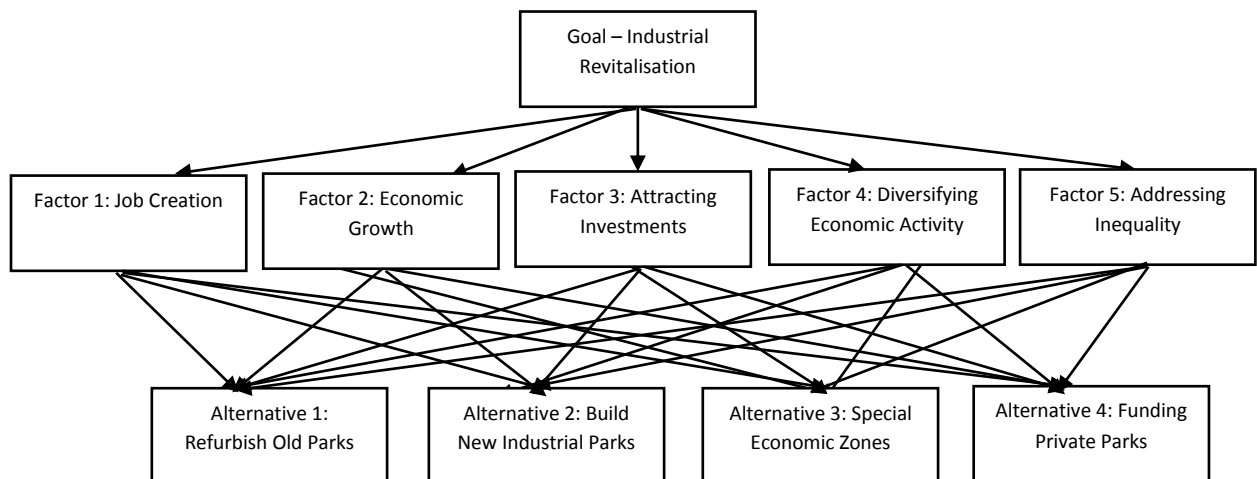 Goal – Industrial
Revitalisation
Factor 1: Job Creation
Factor 2: Economic
Growth
Factor 3: Attracting
Investments
Factor 4: Diversifying
Economic Activity
Factor 5: Addressing
Inequality
Alternative 1:
Refurbish Old Parks
Alternative 2: Build
New Industrial Parks
Alternative 3: Special
Economic Zones
Alternative 4: Funding
Private Parks